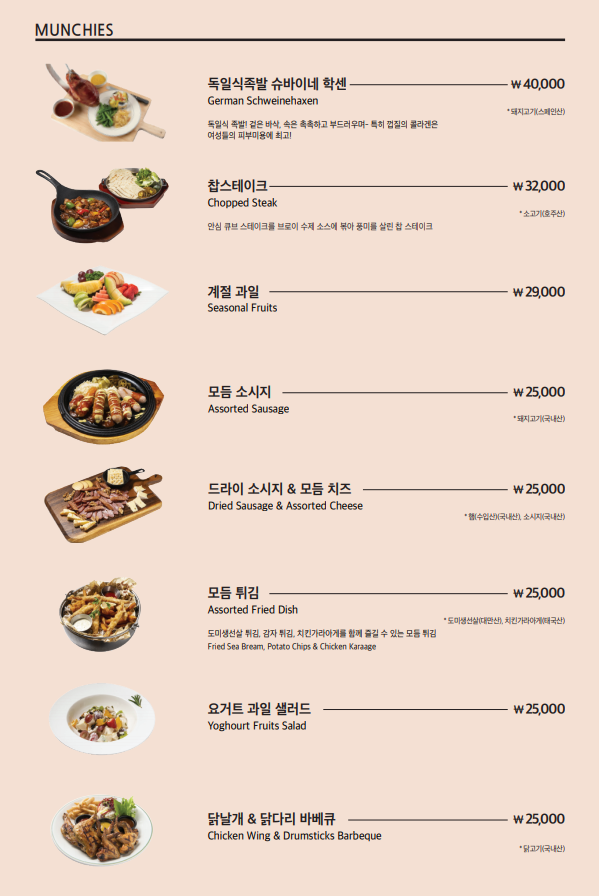 MUNCHIES
독일식족발 슈바이네 학센 ₩ 40,000
German Schweinehaxen
* 돼지고기(스페인산)
독일식 족발! 겉은 바삭, 속은 촉촉하고 부드러우며~ 특히 껍질의 콜라겐은
여성들의 피부미용에 최고!
찹스테이크 ₩ 32,000
Chopped Steak
* 소고기(호주산)
안심 큐브 스테이크를 브로이 수제 소스에 볶아 풍미를 살린 찹 스테이크
계절 과일 ₩ 29,000
Seasonal Fruits
모듬 소시지 ₩ 25,000
Assorted Sausage
* 돼지고기(국내산)
드라이 소시지 & 모듬 치즈 ₩ 25,000
Dried Sausage & Assorted Cheese
* 햄(수입산)(국내산), 소시지(국내산)
모듬 튀김 ₩ 25,000
Assorted Fried Dish
* 도미생선살(대만산), 치킨가라아게(태국산)
도미생선살 튀김, 감자 튀김, 치킨가라아게를 함께 즐길 수 있는 모듬 튀김
Fried Sea Bream, Potato Chips & Chicken Karaage
요거트 과일 샐러드 ₩ 25,000
Yoghourt Fruits Salad
닭날개 & 닭다리 바베큐 ₩ 25,000
Chicken Wing & Drumsticks Barbeque
* 닭고기(국내산)